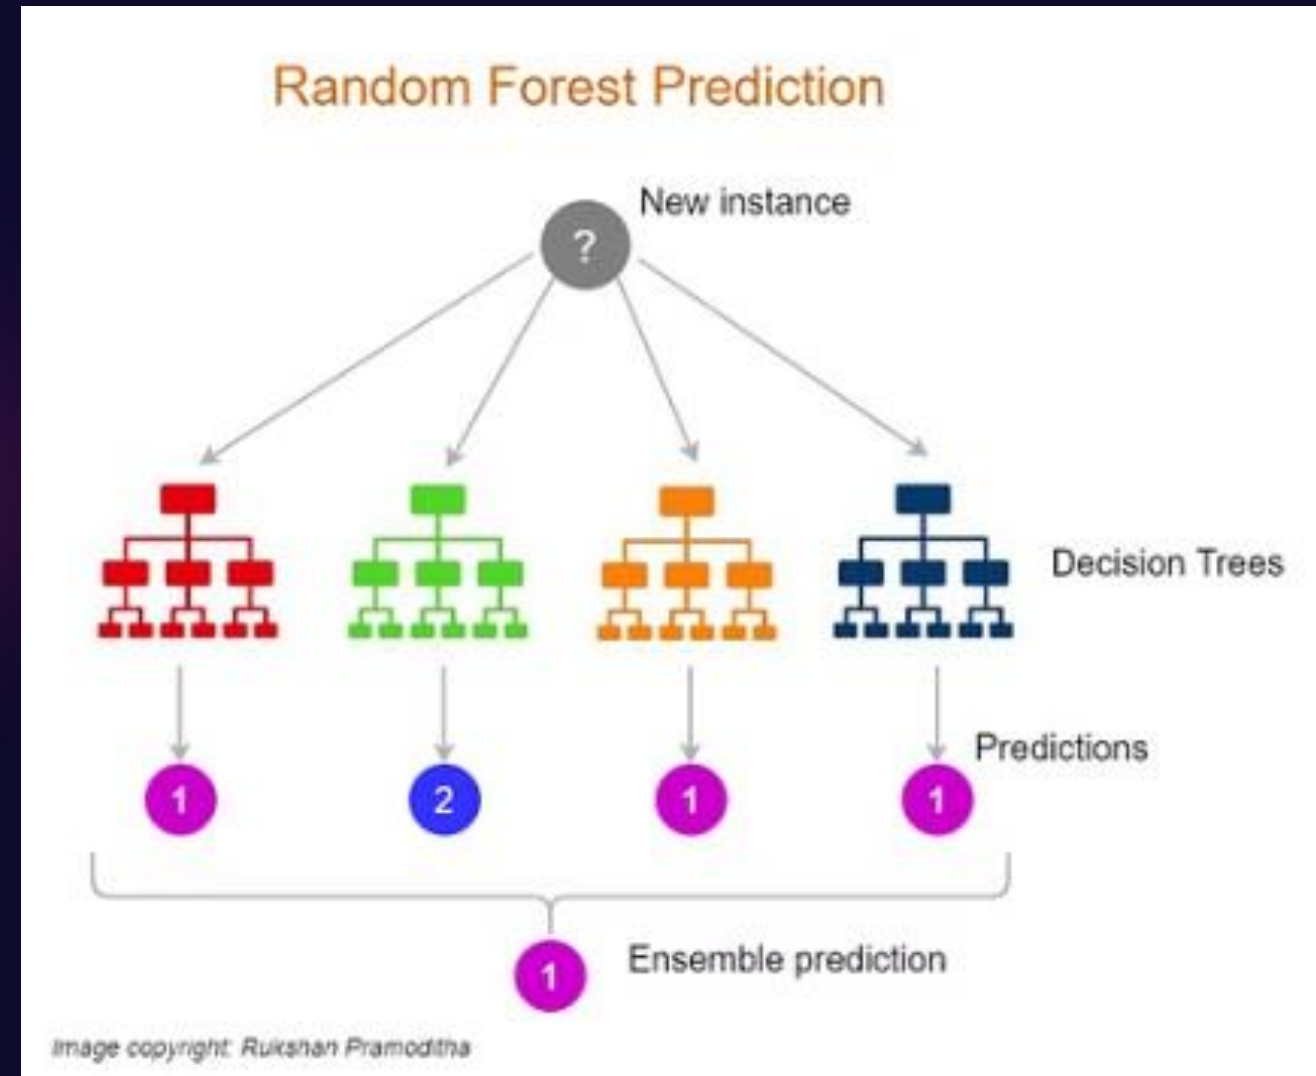 Random Forest Prediction
New instance
?
Decision Trees
Predictions
1
2
1
1
Ensemble prediction
1
Image copyright: Rukshan Pramoditha